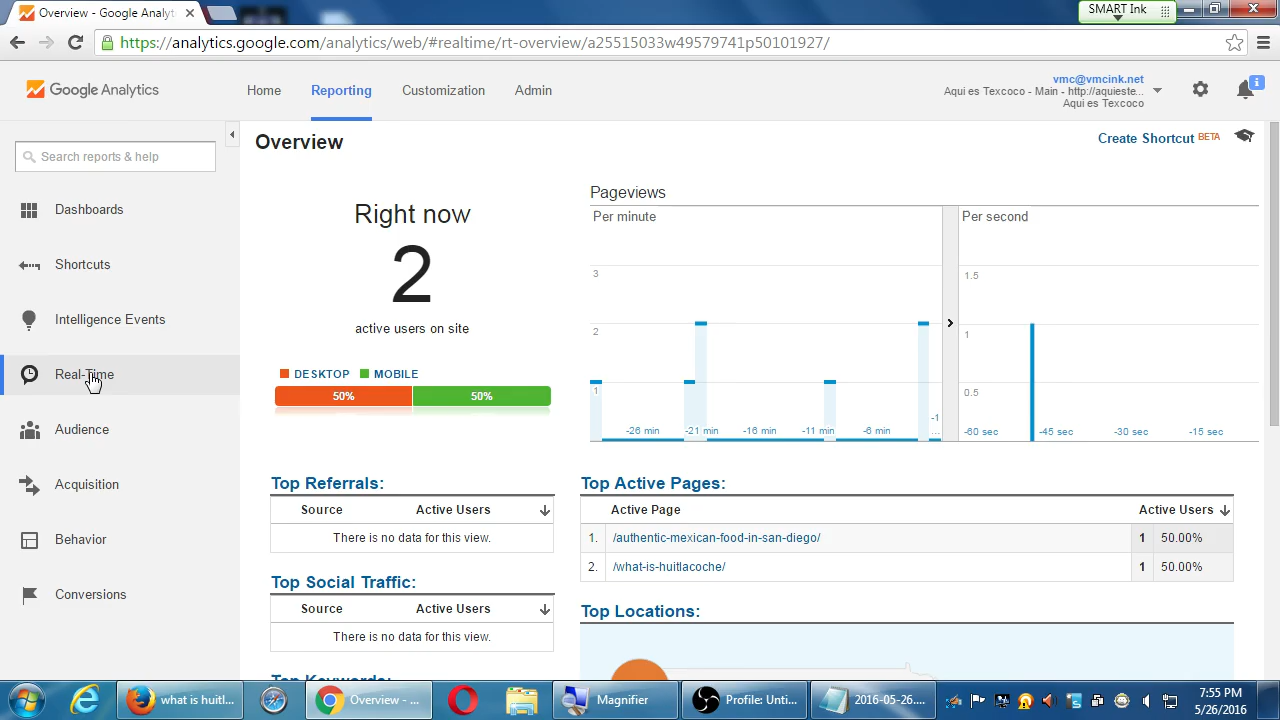 Overview - Google Analyt
SMART Ink
https://analytics.google.com/analytics/web/#realtime/rt-overview/a25515033w49579741p50101927/
Google Analytics
Home
Reporting
Customization
Admin
vmc@vmcink.net
Aqui es Texcoco - Main - http://aquieste...
Aqui es Texcoco
i
Search reports & help
Dashboards
Shortcuts
Intelligence Events
Real-Time
Audience
Acquisition
Behavior
Conversions
Overview
Create Shortcut BETA
Right now
2
active users on site
DESKTOP MOBILE
50% 50%
Pageviews
Per minute
3
2
1
-26 min -21 min -16 min -11 min -6 min -1
...
Per second
1.5
1
0.5
-60 sec -45 sec -30 sec -15 sec
Top Referrals:
Source Active Users
There is no data for this view.
Top Social Traffic:
Source Active Users
There is no data for this view.
Top Keywords:
Top Active Pages:
Active Page Active Users
1. /authentic-mexican-food-in-san-diego/ 1 50.00%
2. /what-is-huitlacoche/ 1 50.00%
Top Locations:
what is huitl...
Overview - ...
Magnifier
Profile: Unti...
2016-05-26....
7:55 PM
5/26/2016